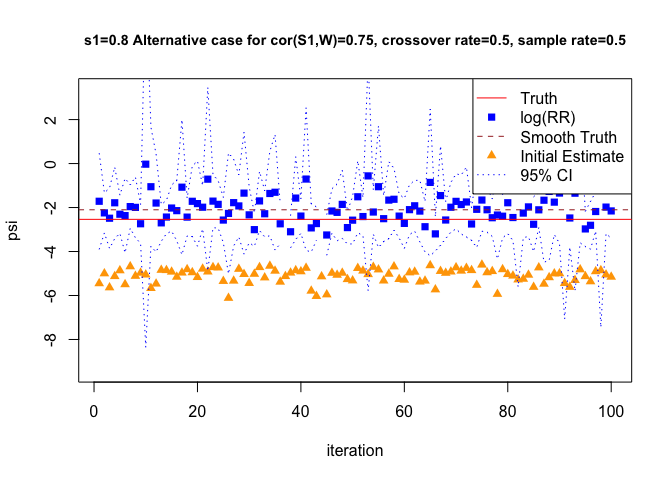 s1=0.8 Alternative case for cor(S1,W)=0.75, crossover rate=0.5, sample rate=0.5
Truth
log(RR)
Smooth Truth
Initial Estimate
95% CI
psi
2
0
-2
-4
-6
-8
0 20 40 60 80 100
iteration